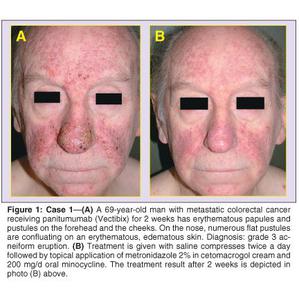 A
B
Figure 1: Case 1—(A) A 69-year-old man with metastatic colorectal cancer
receiving panitumumab (Vectibix) for 2 weeks has erythematous papules and
pustules on the forehead and the cheeks. On the nose, numerous flat pustules
are confluating on an erythematous, edematous skin. Diagnosis: grade 3 ac-
neiform eruption. (B) Treatment is given with saline compresses twice a day
followed by topical application of metronidazole 2% in cetomacrogol cream and
200 mg/d oral minocycline. The treatment result after 2 weeks is depicted in
photo (B) above.